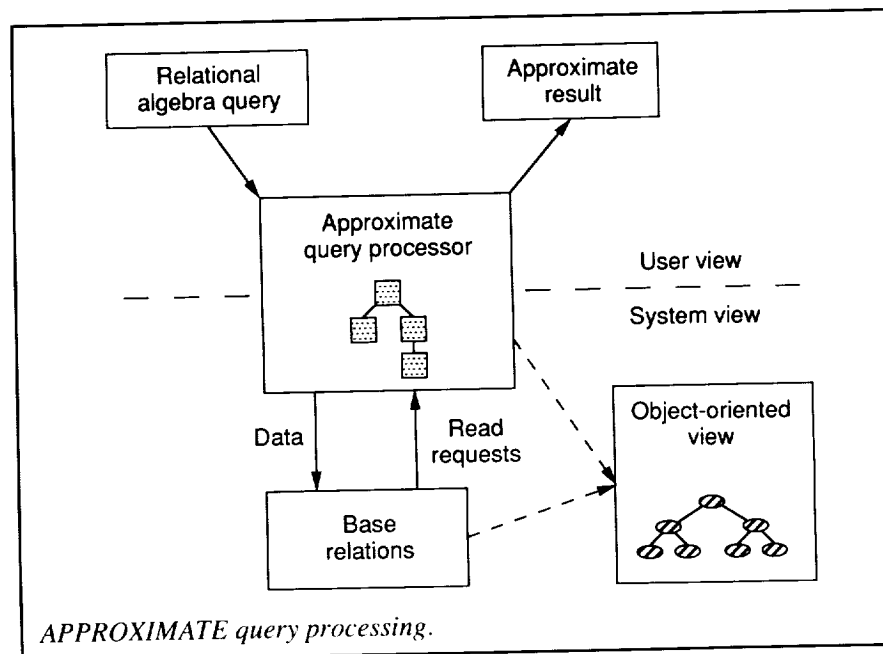 Relational
algebra query
Approximate
result
Approximate
query processor
User view
System view
Data
Read
requests
Object-oriented
view
Base
relations
APPROXIMATE query processing.